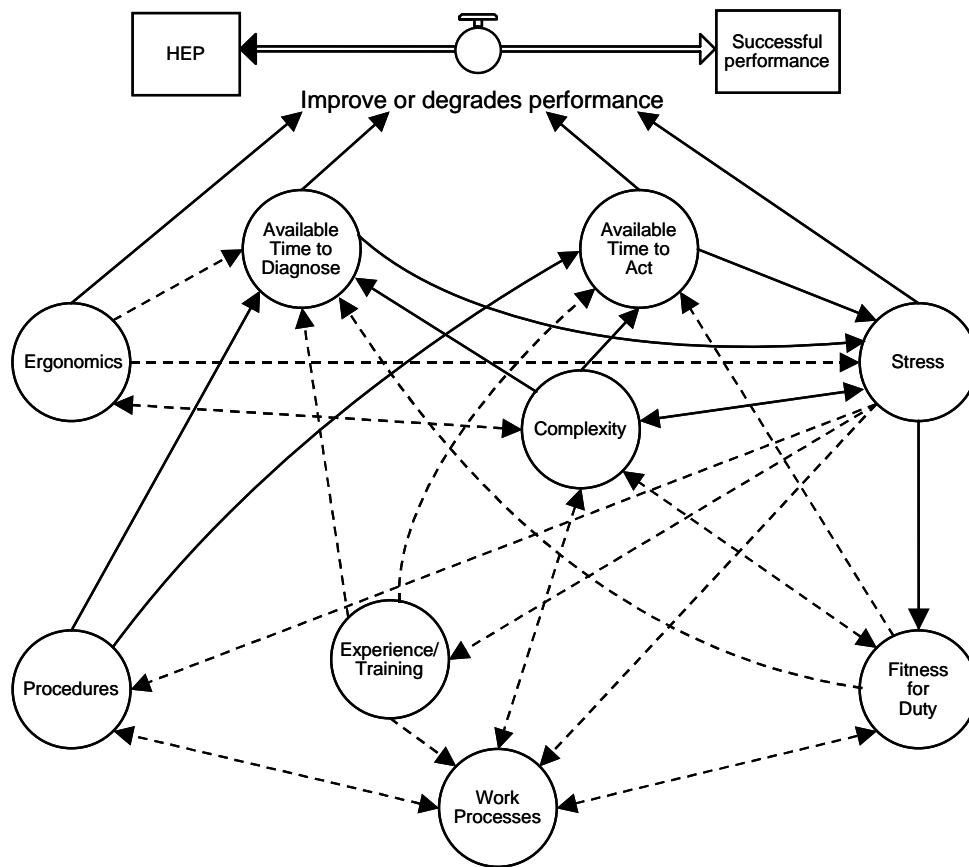 HEP
Successful
performance
Improve or degrades performance
Available
Time to
Diagnose
Available
Time to
Act
Ergonomics
Stress
Complexity
Experience/
Training
Procedures
Fitness
for
Duty
Work
Processes